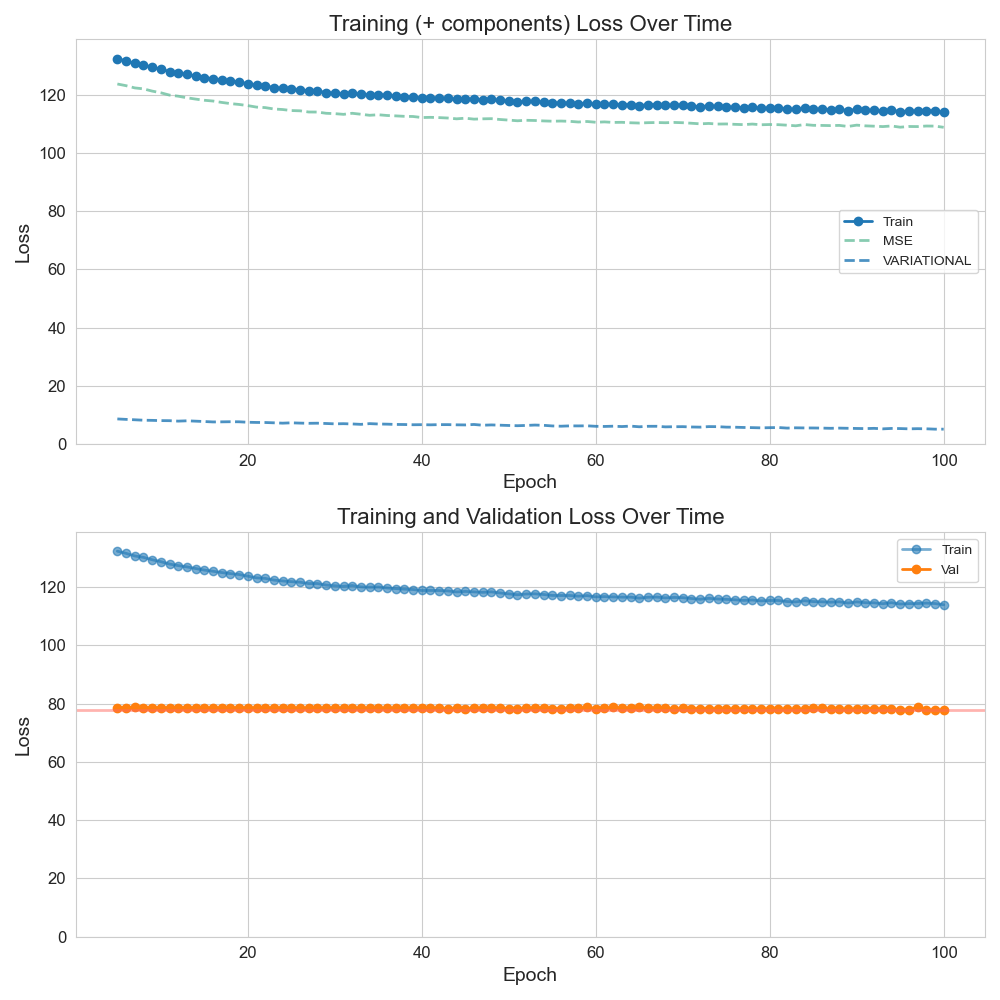 Training (+ components) Loss Over Time
Loss
120
100
80
60
40
20
0
Train
MSE
VARIATIONAL
20 40 60 80 100
Epoch
Training and Validation Loss Over Time
Loss
120
100
80
60
40
20
0
Train
Val
20 40 60 80 100
Epoch